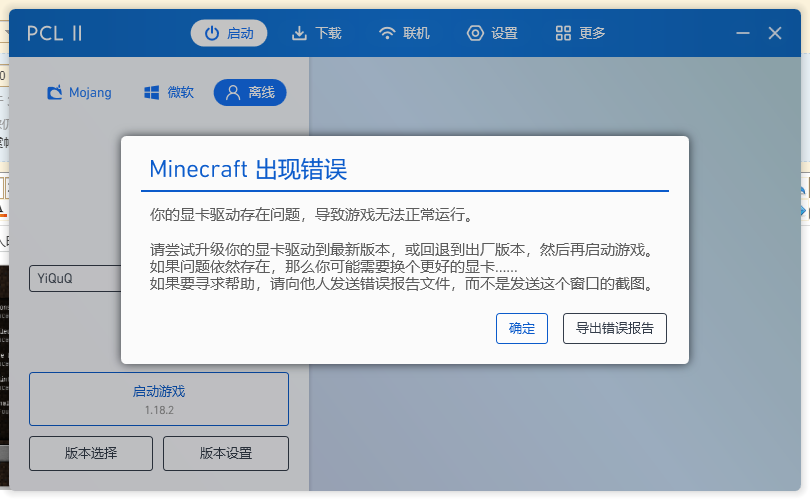 PCL II
启动
下载
联机
设置
更多
Mojang
微软
离线
Minecraft 出现错误
你的显卡驱动存在问题，导致游戏无法正常运行。
请尝试升级你的显卡驱动到最新版本，或回退到出厂版本，然后再启动游戏。
如果问题依然存在，那么你可能需要换个更好的显卡......
如果要寻求帮助，请向他人发送错误报告文件，而不是发送这个窗口的截图。
YiQuQ
确定
导出错误报告
启动游戏
1.18.2
版本选择
版本设置